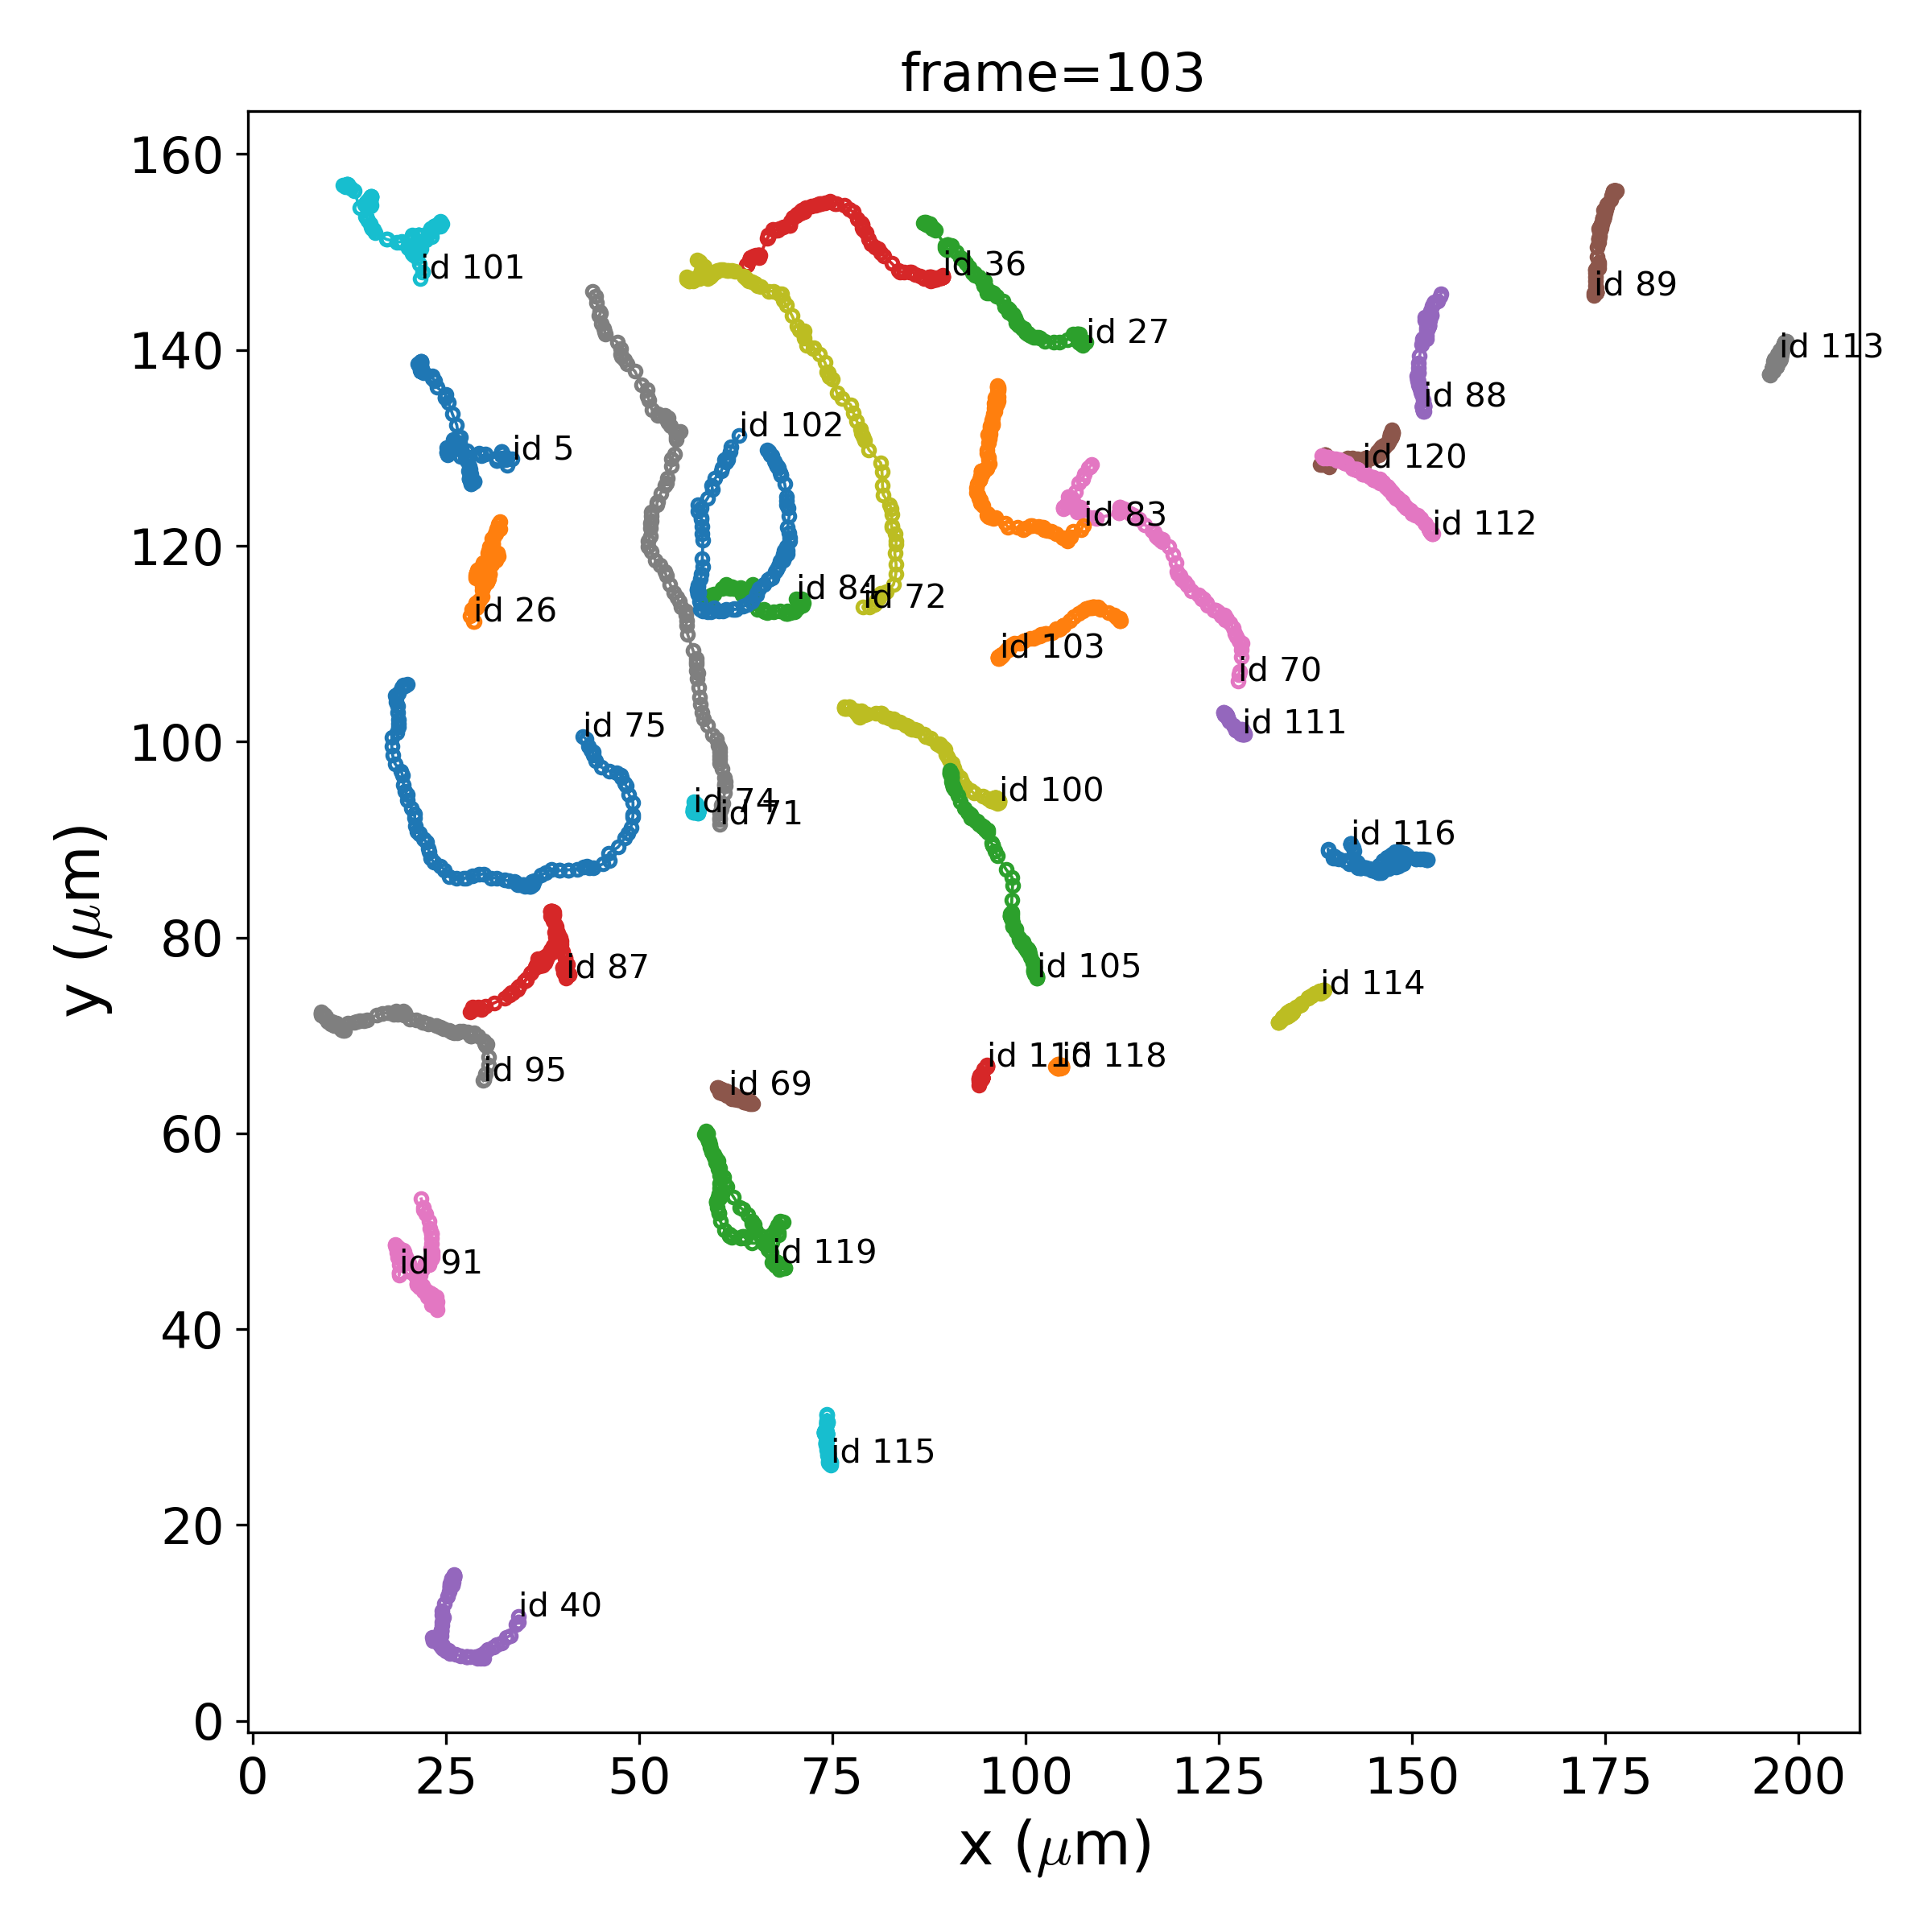 frame=103
160
140
120
100
80
60
40
20
0
y (μm)
id 101
id 36
id 89
id 27
id 113
id 88
id 102
id 5
id 120
id 83
id 112
id 26
id 84
id 72
id 103
id 70
id 75
id 111
id 74
id 71
id 100
id 116
id 87
id 105
id 114
id 95
id 110
id 118
id 69
id 91
id 119
id 115
id 40
0 25 50 75 100 125 150 175 200
x (μm)